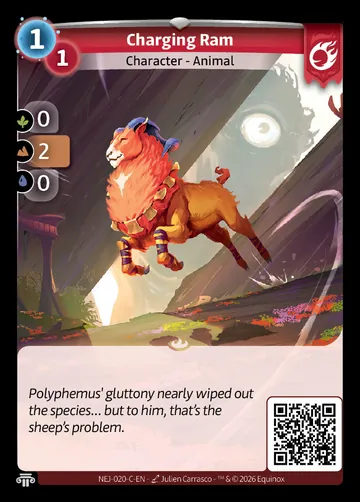 1
1
Charging Ram
Character - Animal
0
2
0
Polyphemus' gluttony nearly wiped out
the species... but to him, that's the
sheep's problem.
NEJ-020-C-EN - Julien Carrasco - ™ & © 2026 Equinox